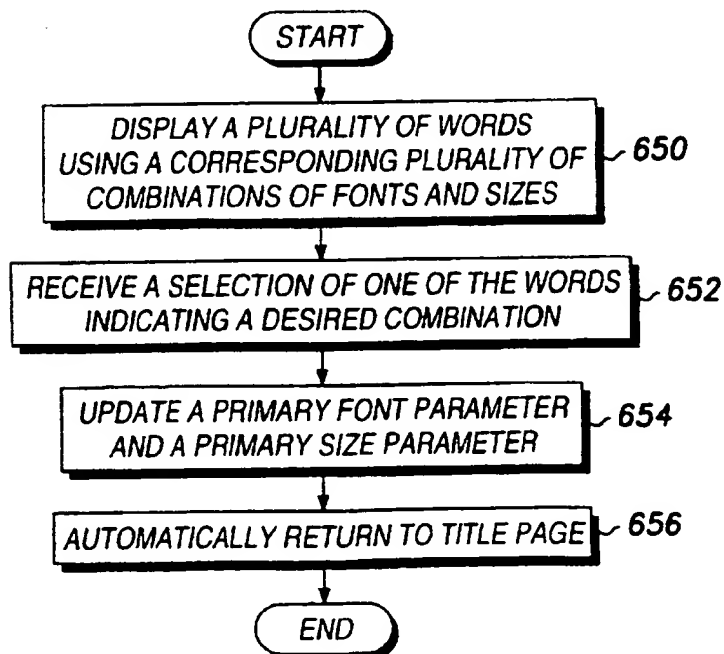 START
DISPLAY A PLURALITY OF WORDS
USING A CORRESPONDING PLURALITY OF
COMBINATIONS OF FONTS AND SIZES
650
RECEIVE A SELECTION OF ONE OF THE WORDS
INDICATING A DESIRED COMBINATION
652
UPDATE A PRIMARY FONT PARAMETER
AND A PRIMARY SIZE PARAMETER
654
AUTOMATICALLY RETURN TO TITLE PAGE
656
END